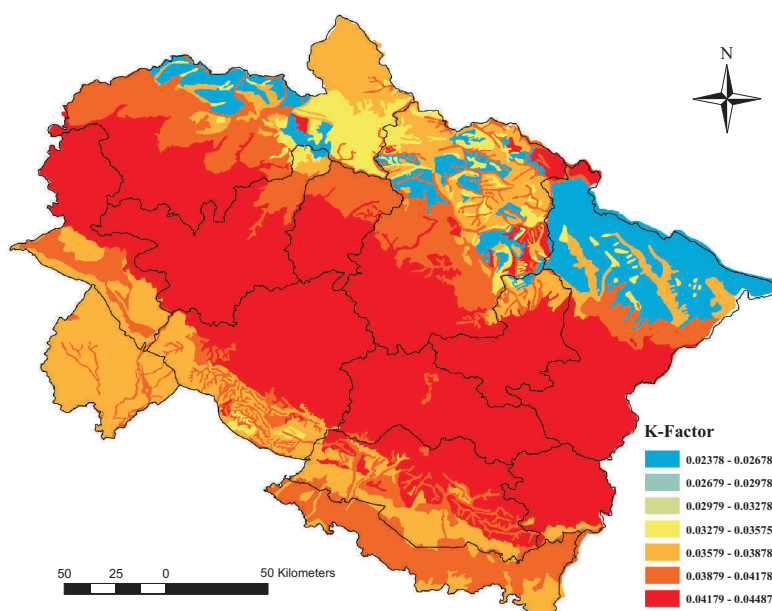 N
K-Factor
0.02378 - 0.02678
0.02679 - 0.02978
0.02979 - 0.03278
0.03279 - 0.03575
0.03579 - 0.03878
0.03879 - 0.04178
0.04179 - 0.04487
50 25 0 50 Kilometers